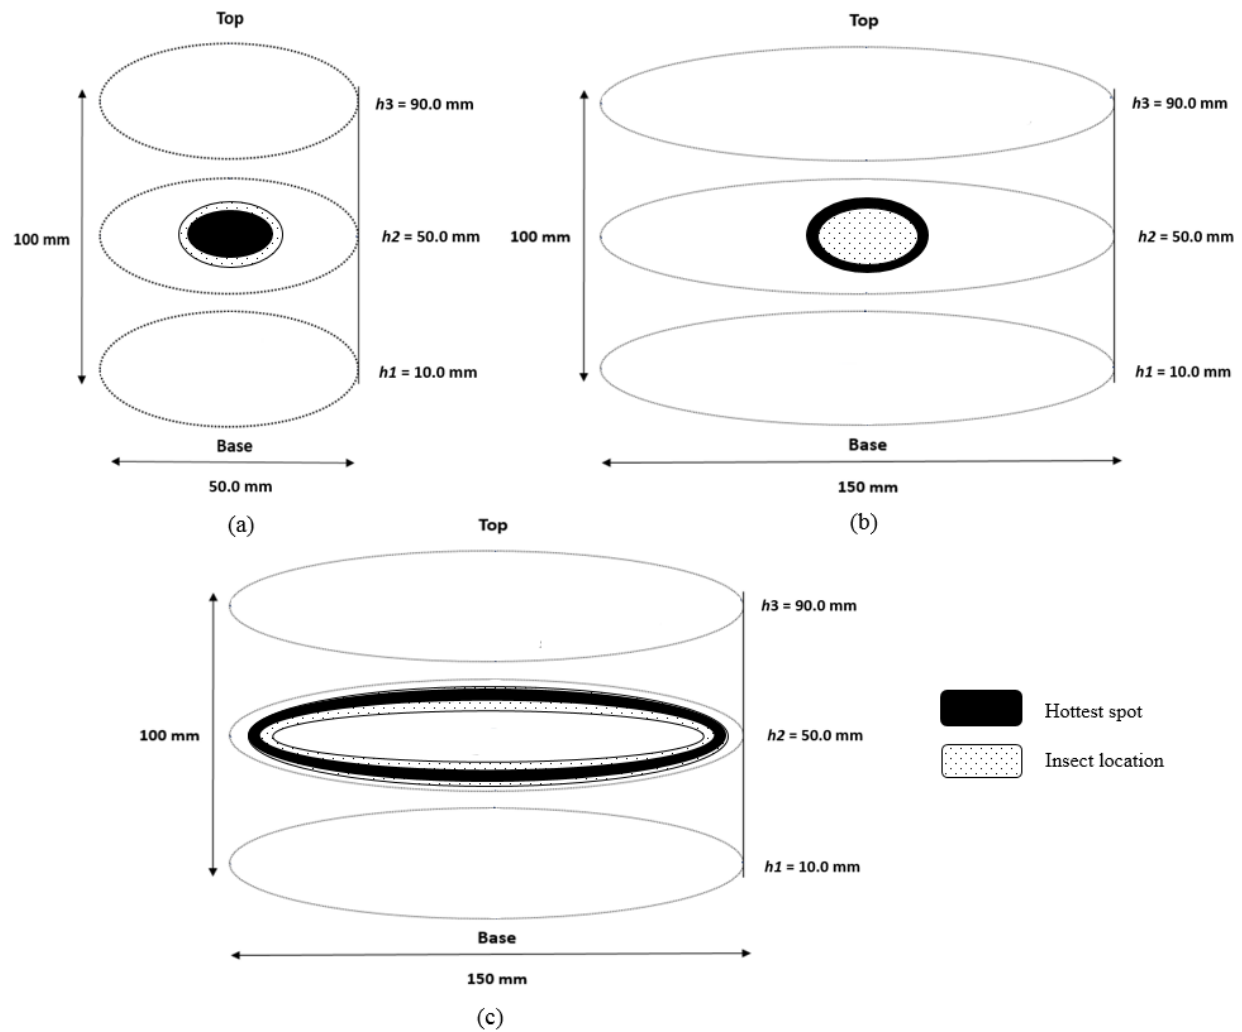 Top
h3 = 90.0 mm
100 mm
h2 = 50.0 mm
h1 = 10.0 mm
Base
50.0 mm
(a)
Top
h3 = 90.0 mm
100 mm
h2 = 50.0 mm
h1 = 10.0 mm
Base
150 mm
(b)
Top
h3 = 90.0 mm
100 mm
h2 = 50.0 mm
h1 = 10.0 mm
Base
150 mm
(c)
Hottest spot
Insect location